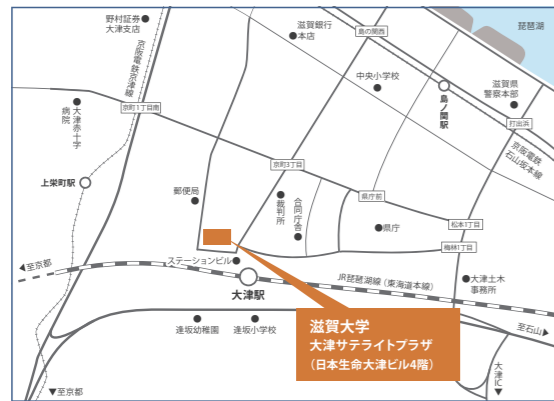 野村証券
大津支店
滋賀銀行
本店
島の関西
琵琶湖
京阪電鉄京津線
中央小学校
島ノ関駅
滋賀県
警察本部
大津赤十字
病院
京町1丁目南
打出浜
京阪電鉄
石山坂本線
京町3丁目
上栄町駅
郵便局
裁判所
合同庁舎
県庁前
県庁
松本1丁目
梅林1丁目
◀至京都
ステーションビル
大津駅
JR琵琶湖線（東海道本線）
大津土木
事務所
逢坂幼稚園
逢坂小学校
滋賀大学
大津サテライトプラザ
（日本生命大津ビル4階）
至石山▶
大津IC▼
▼至京都